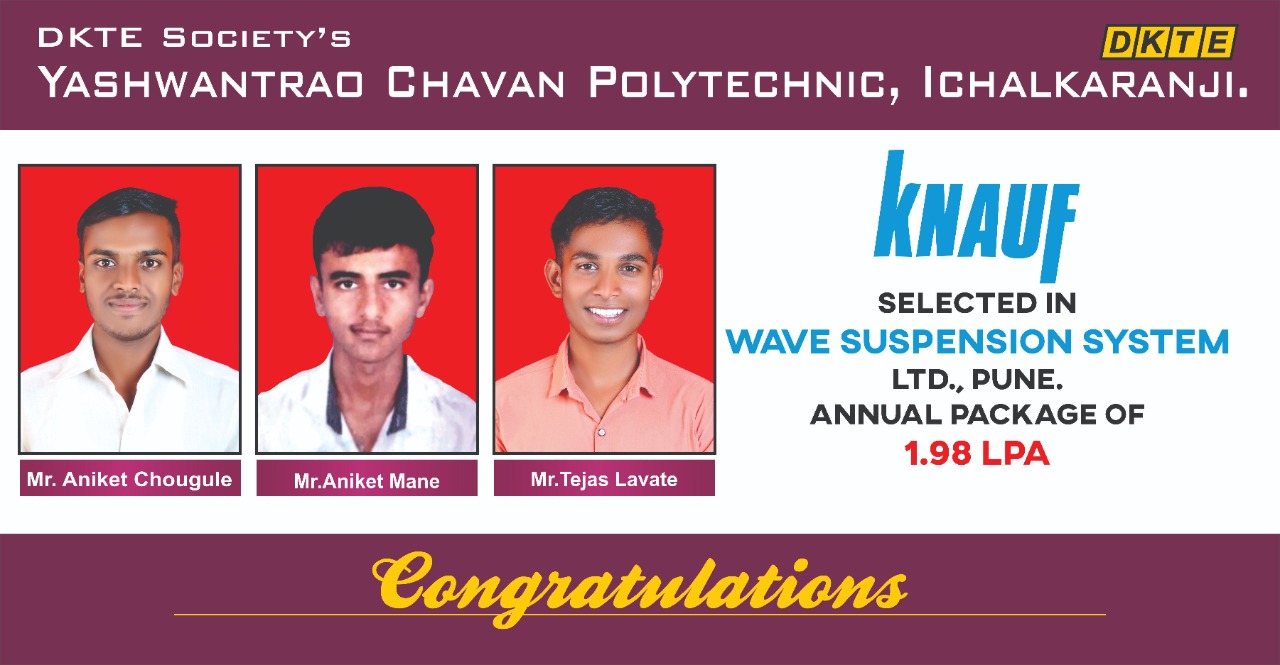 DKTE SOCIETY'S
DKTE
YASHWANTRAO CHAVAN POLYTECHNIC, ICHALKARANJI.
KNAUF
SELECTED IN
WAVE SUSPENSION SYSTEM
LTD., PUNE.
ANNUAL PACKAGE OF
1.98 LPA
Mr. Aniket Chougule
Mr.Aniket Mane
Mr.Tejas Lavate
Congratulations